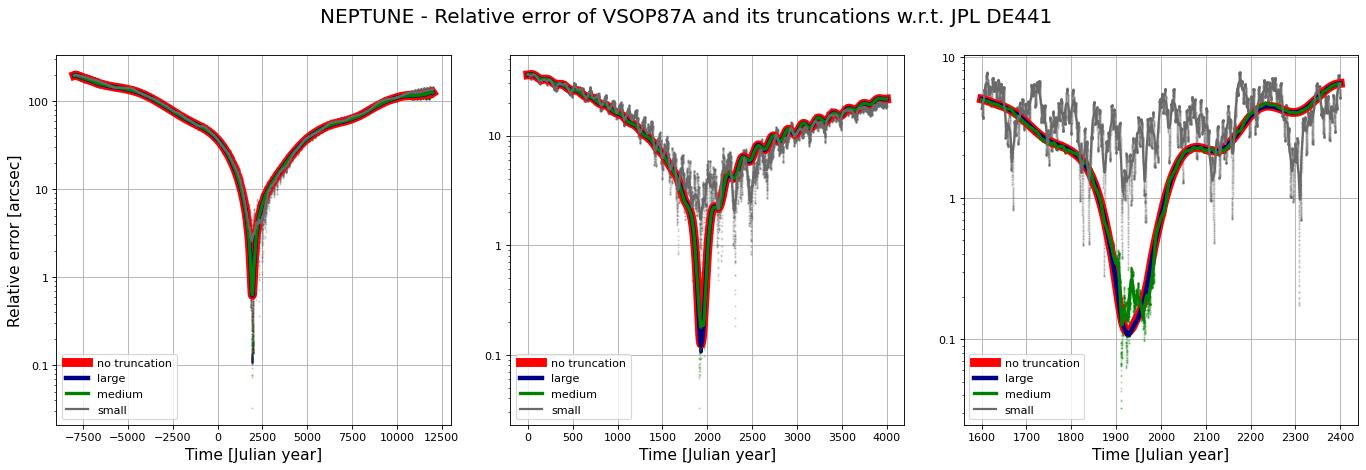 NEPTUNE - Relative error of VSOP87A and its truncations w.r.t. JPL DE441
Relative error [arcsec]
100
10
1
0.1
no truncation
large
medium
small
−7500 −5000 −2500 0 2500 5000 7500 10000 12500
Time [Julian year]
10
1
0.1
no truncation
large
medium
small
0 500 1000 1500 2000 2500 3000 3500 4000
Time [Julian year]
10
1
0.1
no truncation
large
medium
small
1600 1700 1800 1900 2000 2100 2200 2300 2400
Time [Julian year]